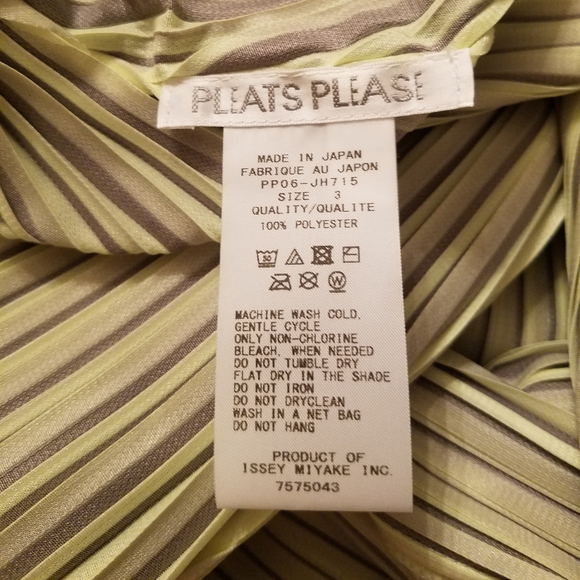 PLEATS PLEASE
MADE IN JAPAN
FABRIQUE AU JAPON
PP06-JH715
SIZE 3
QUALITY/QUALITE
100% POLYESTER
MACHINE WASH COLD,
GENTLE CYCLE
ONLY NON-CHLORINE
BLEACH, WHEN NEEDED
DO NOT TUMBLE DRY
FLAT DRY IN THE SHADE
DO NOT IRON
DO NOT DRYCLEAN
WASH IN A NET BAG
DO NOT HANG
PRODUCT OF
ISSEY MIYAKE INC.
7575043